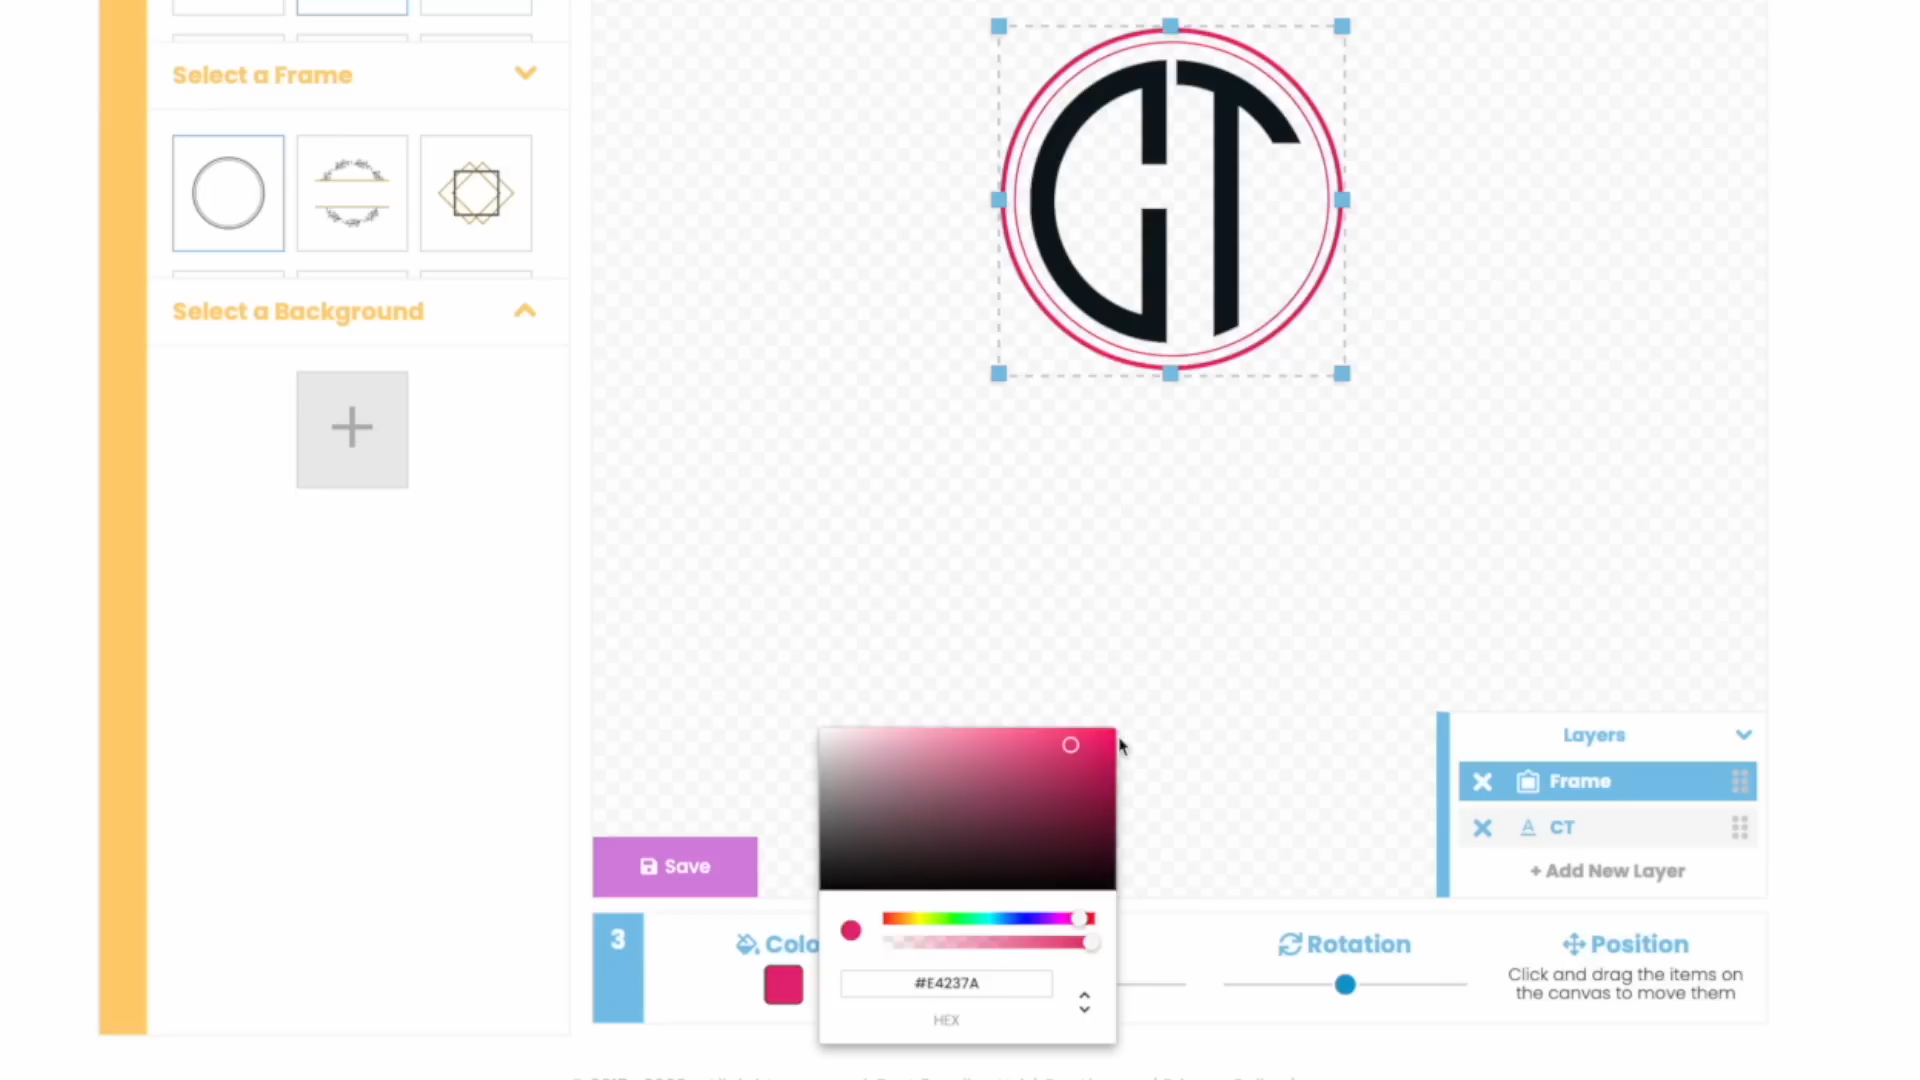 Select a Frame
Select a Background
CT
Layers
Frame
CT
+ Add New Layer
Save
3
Colo
Rotation
Position
Click and drag the items on
the canvas to move them
#E4237A
HEX